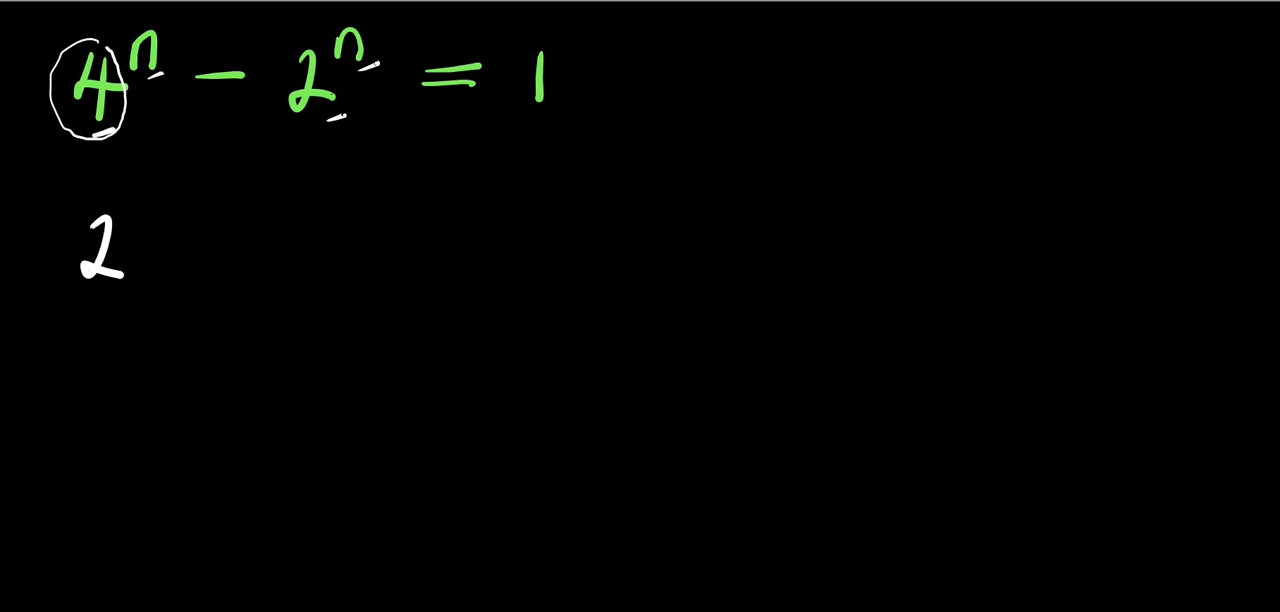 4ⁿ - 2ⁿ = 1
2